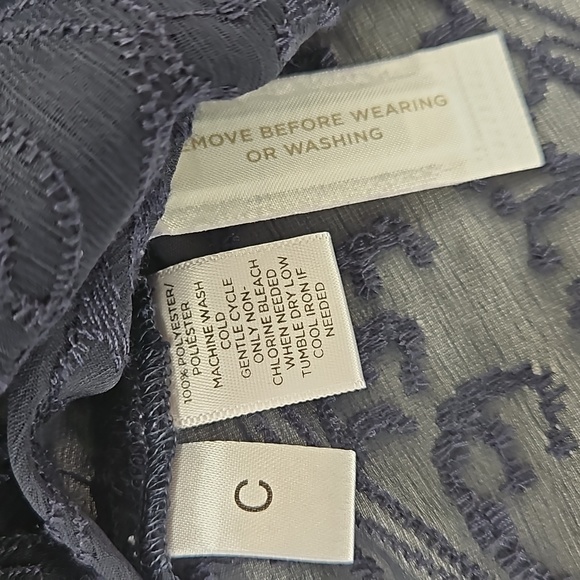 EMOVE BEFORE WEARING
OR WASHING
100% POLYESTER/
POLIESTER
MACHINE WASH
COLD
GENTLE CYCLE
ONLY NON-
CHLORINE BLEACH
WHEN NEEDED
TUMBLE DRY LOW
COOL IRON IF
NEEDED
C